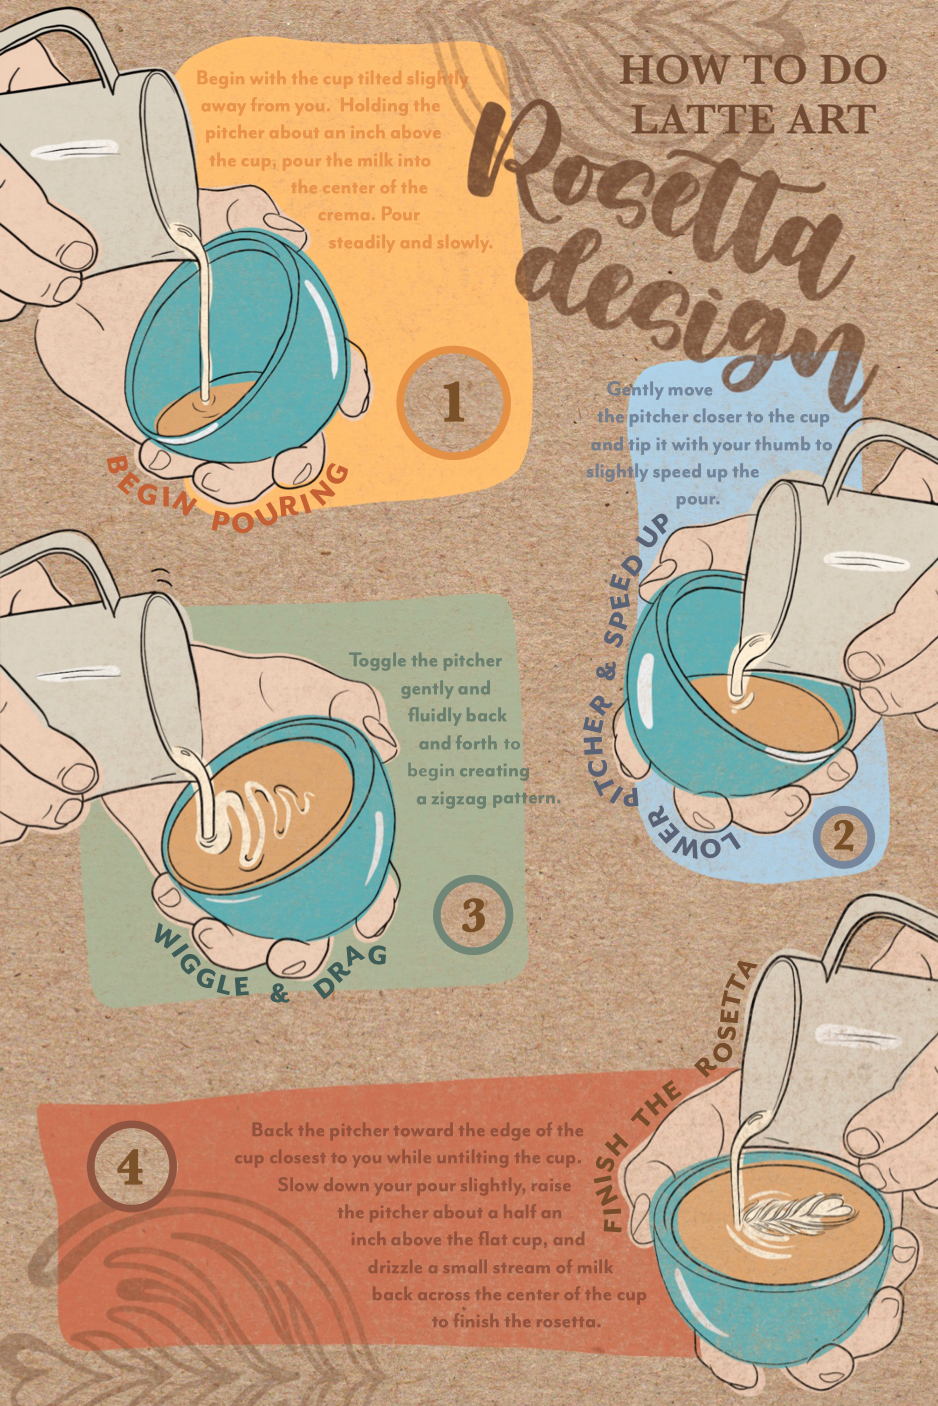 HOW TO DO
LATTE ART
Rosetta
design
Begin with the cup tilted slightly
away from you. Holding the
pitcher about an inch above
the cup, pour the milk into
the center of the
crema. Pour
steadily and slowly.
1
BEGIN POURING
Gently move
the pitcher closer to the cup
and tip it with your thumb to
slightly speed up the
pour.
LOWER PITCHER & SPEED UP
2
Toggle the pitcher
gently and
fluidly back
and forth to
begin creating
a zigzag pattern.
3
WIGGLE & DRAG
FINISH THE ROSETTA
4
Back the pitcher toward the edge of the
cup closest to you while untilting the cup.
Slow down your pour slightly, raise
the pitcher about a half an
inch above the flat cup, and
drizzle a small stream of milk
back across the center of the cup
to finish the rosetta.